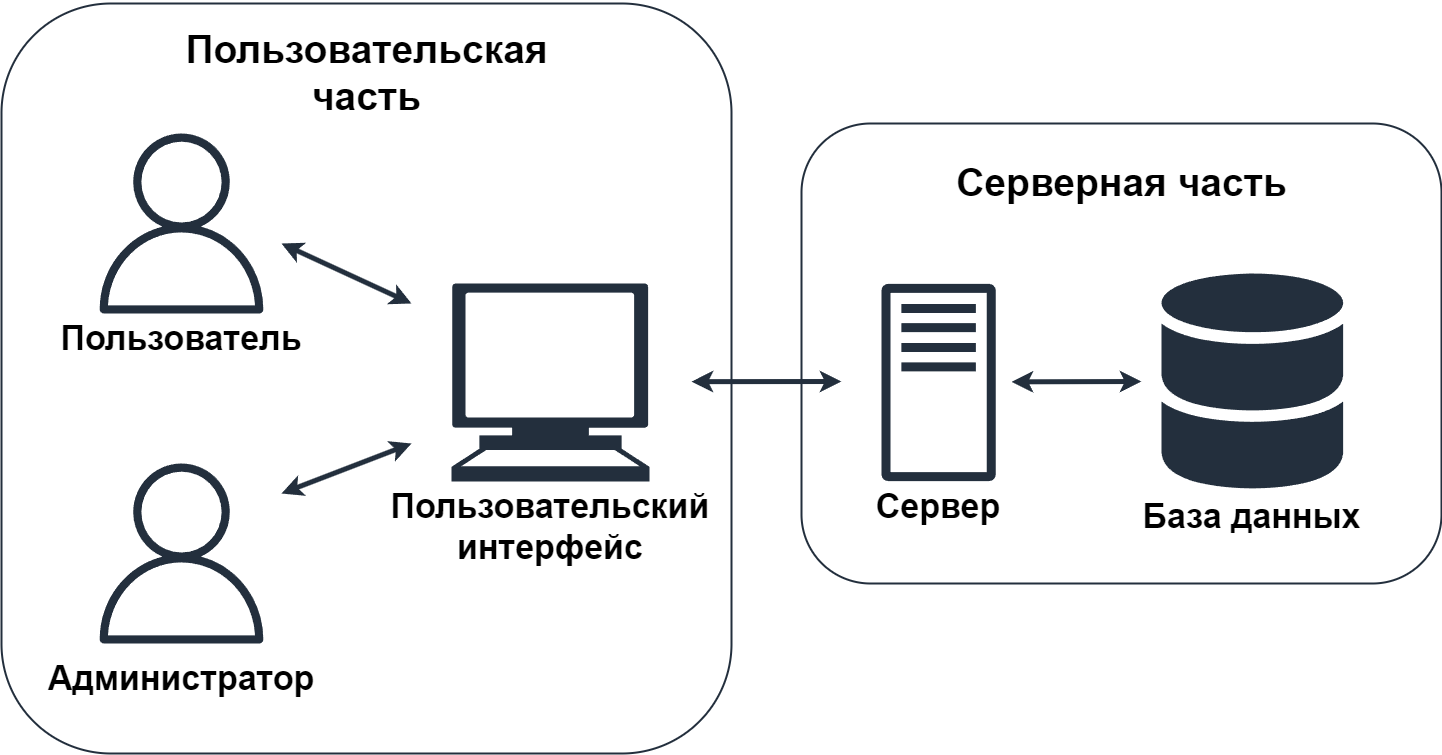 Пользовательская
часть
Пользователь
Пользовательский
интерфейс
Администратор
Серверная часть
Сервер
База данных